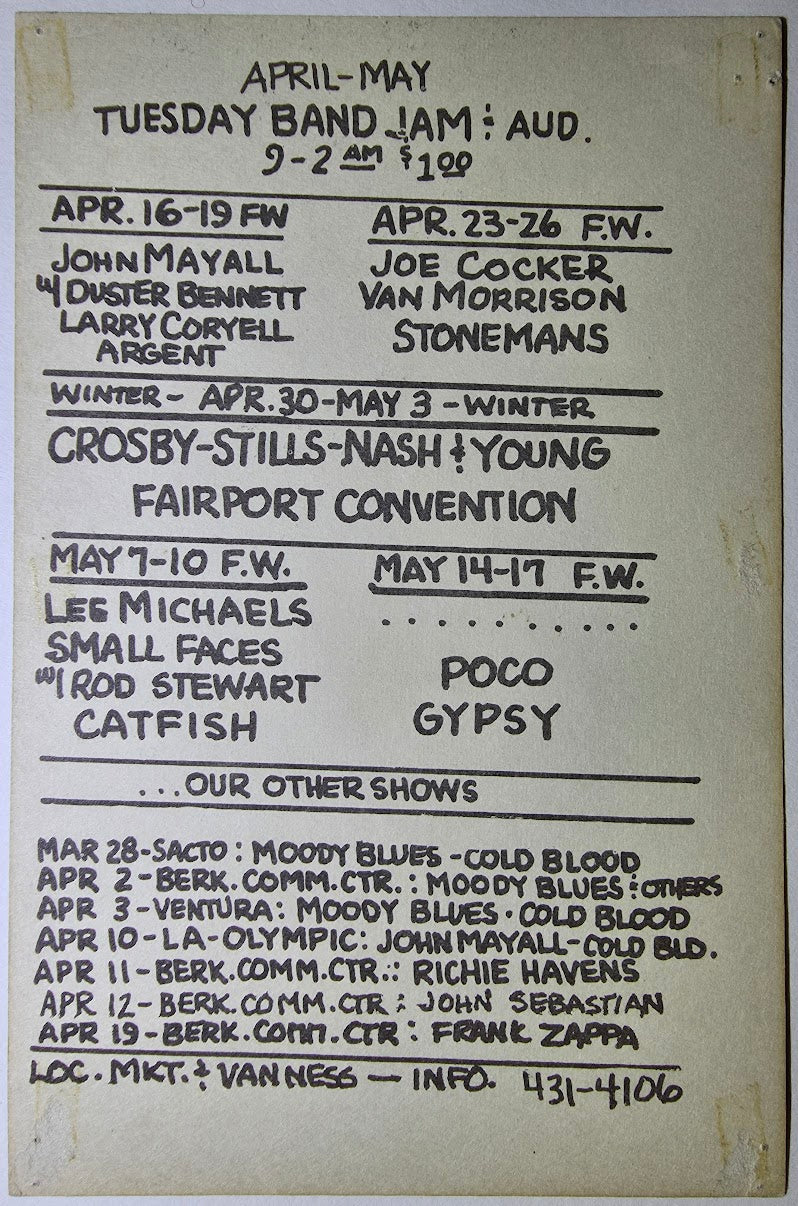 APRIL-MAY
TUESDAY BAND JAM & AUD.
9-2 AM $1.00
APR. 16-19 FW
JOHN MAYALL
W/ DUSTER BENNETT
LARRY CORYELL
ARGENT
APR. 23-26 F.W.
JOE COCKER
VAN MORRISON
STONEMANS
WINTER- APR. 30-MAY 3 -WINTER
CROSBY-STILLS-NASH & YOUNG
FAIRPORT CONVENTION
MAY 7-10 F.W.
LEE MICHAELS
SMALL FACES
W/ ROD STEWART
CATFISH
MAY 14-17 F.W.
..........
POCO
GYPSY
...OUR OTHER SHOWS
MAR 28-SACTO: MOODY BLUES-COLD BLOOD
APR 2-BERK.COMM.CTR.: MOODY BLUES & OTHERS
APR 3-VENTURA: MOODY BLUES · COLD BLOOD
APR 10-LA-OLYMPIC: JOHN MAYALL-COLD BLD.
APR 11-BERK.COMM.CTR.: RICHIE HAVENS
APR 12-BERK.COMM.CTR: JOHN SEBASTIAN
APR 19-BERK.COMM.CTR: FRANK ZAPPA
LOC. MKT. & VAN NESS — INFO. 431-4106